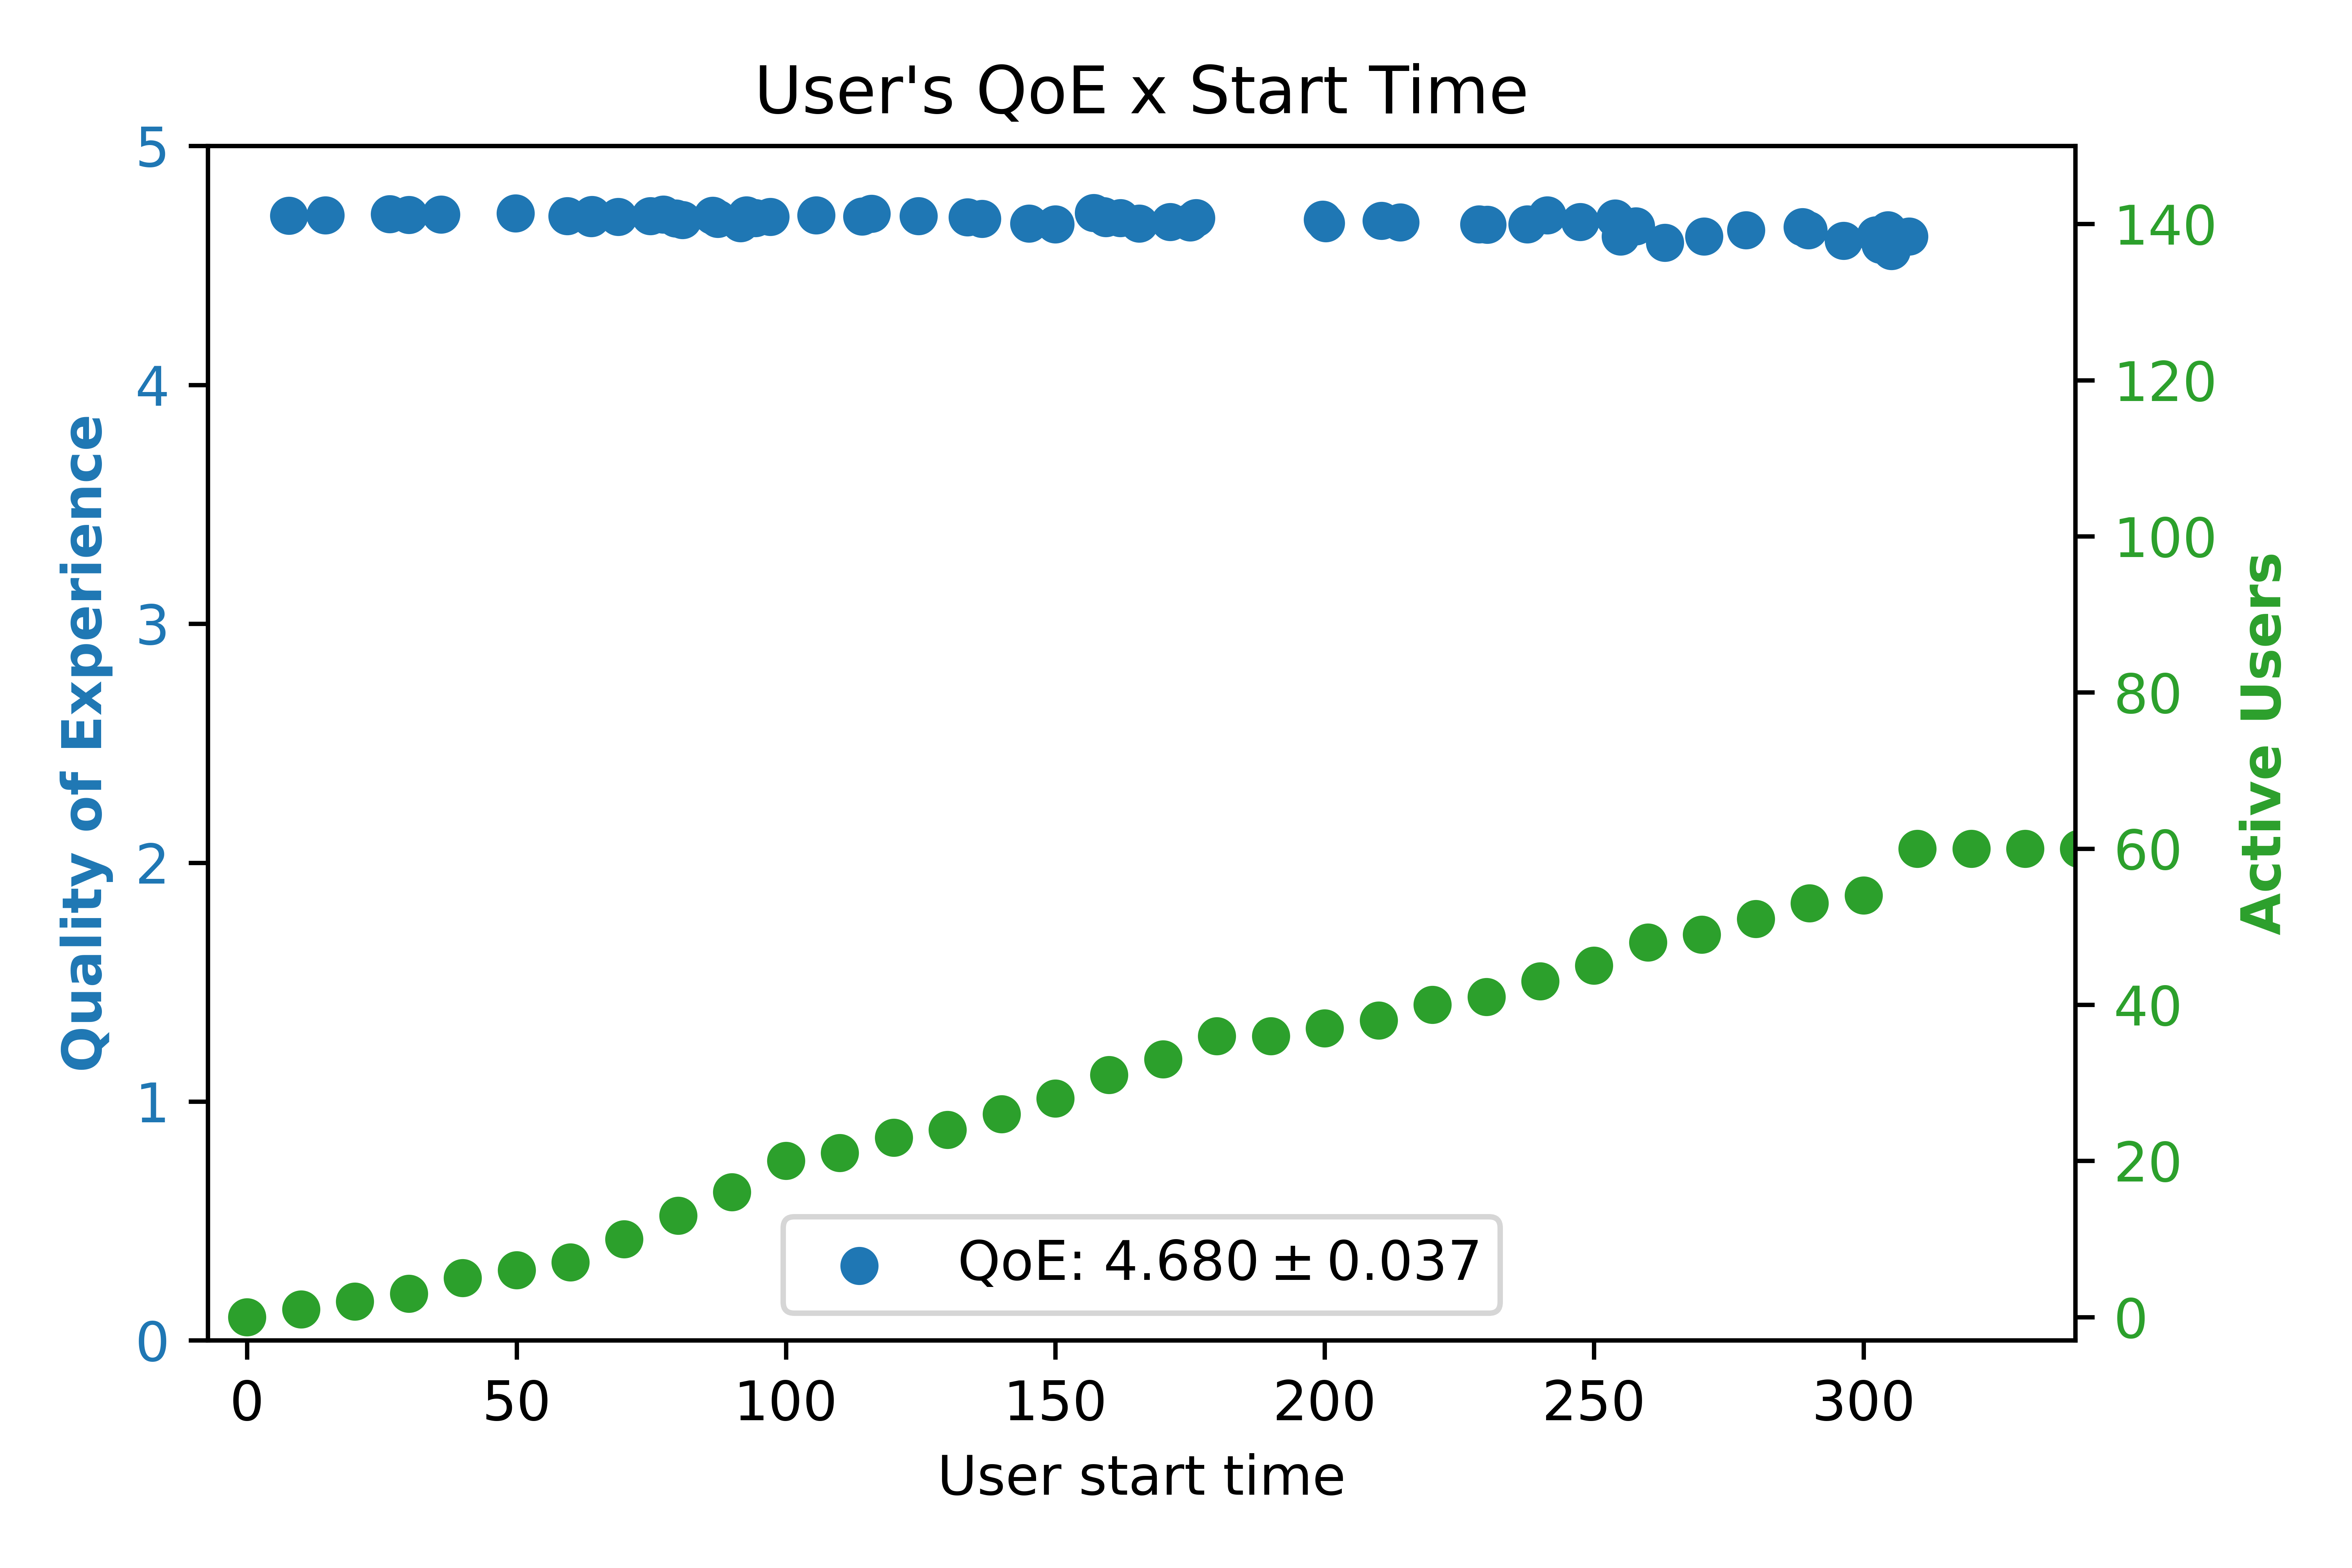 User's QoE x Start Time
Quality of Experience
5
4
3
2
1
0
140
120
100
80
60
40
20
0
Active Users
QoE: 4.680 ± 0.037
0 50 100 150 200 250 300
User start time